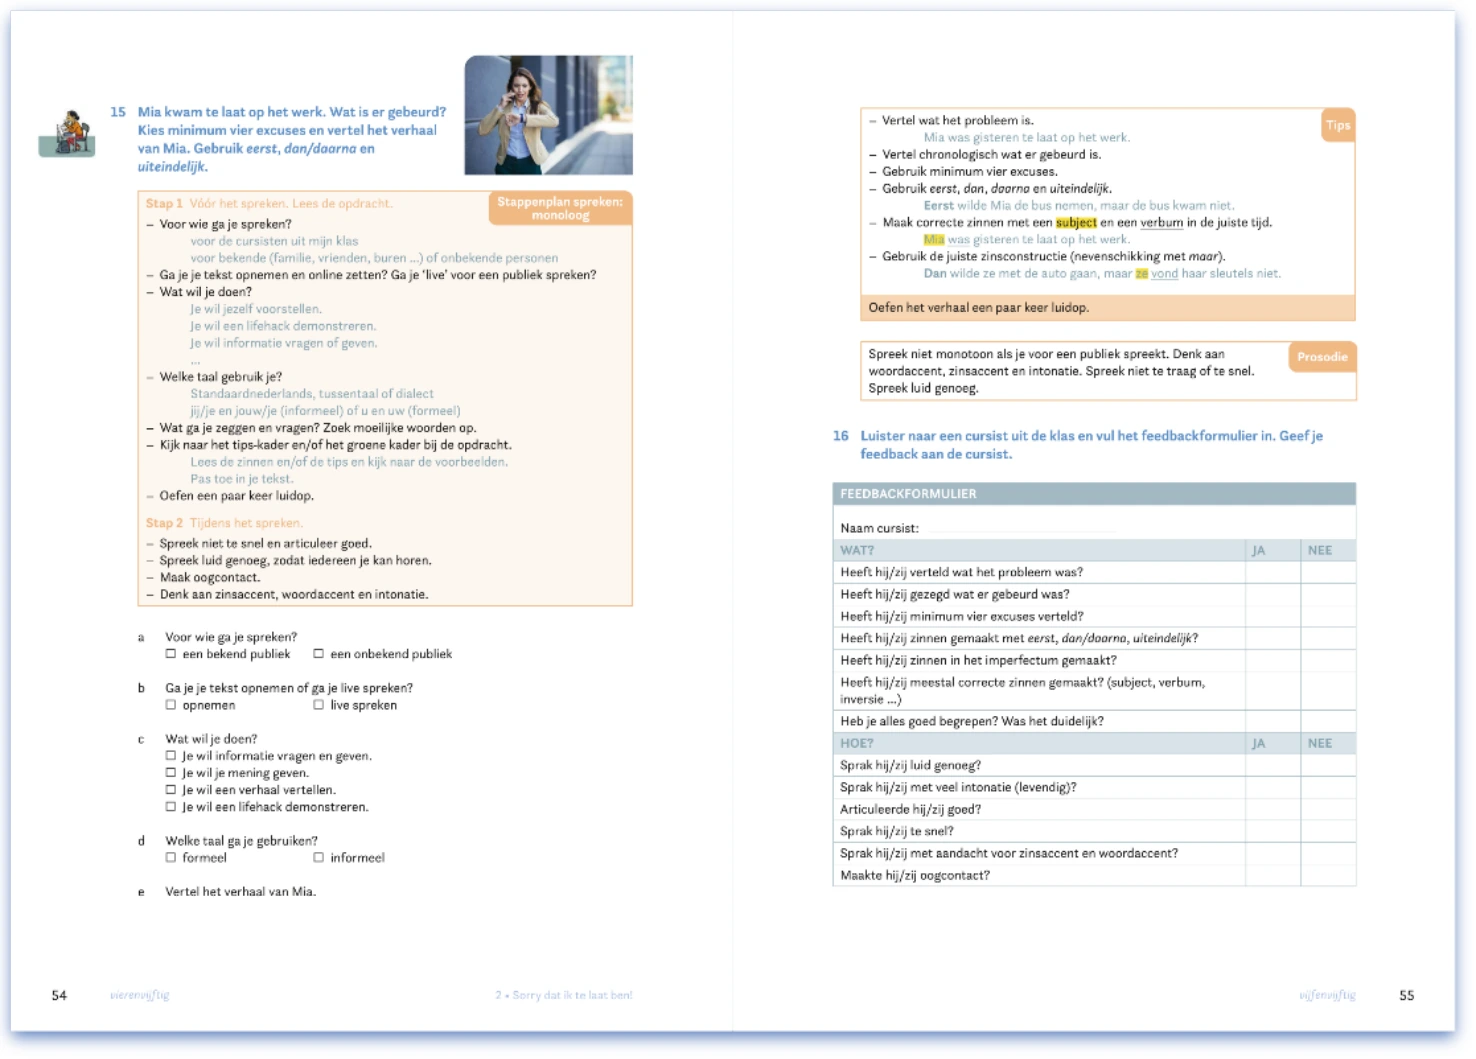 15 Mia kwam te laat op het werk. Wat is er gebeurd?
Kies minimum vier excuses en vertel het verhaal
van Mia. Gebruik eerst, dan/daarna en
uiteindelijk.
Stappenplan spreken:
monoloog
Stap 1 Vóór het spreken. Lees de opdracht.
– Voor wie ga je spreken?
voor de cursisten uit mijn klas
voor bekende (familie, vrienden, buren ...) of onbekende personen
– Ga je je tekst opnemen en online zetten? Ga je ‘live’ voor een publiek spreken?
– Wat wil je doen?
Je wil jezelf voorstellen.
Je wil een lifehack demonstreren.
Je wil informatie vragen of geven.
...
– Welke taal gebruik je?
Standaardnederlands, tussentaal of dialect
jij/je en jouw/je (informeel) of u en uw (formeel)
– Wat ga je zeggen en vragen? Zoek moeilijke woorden op.
– Kijk naar het tips-kader en/of het groene kader bij de opdracht.
Lees de zinnen en/of de tips en kijk naar de voorbeelden.
Pas toe in je tekst.
– Oefen een paar keer luidop.
Stap 2 Tijdens het spreken.
– Spreek niet te snel en articuleer goed.
– Spreek luid genoeg, zodat iedereen je kan horen.
– Maak oogcontact.
– Denk aan zinsaccent, woordaccent en intonatie.
a Voor wie ga je spreken?
☐ een bekend publiek ☐ een onbekend publiek
b Ga je je tekst opnemen of ga je live spreken?
☐ opnemen ☐ live spreken
c Wat wil je doen?
☐ Je wil informatie vragen en geven.
☐ Je wil je mening geven.
☐ Je wil een verhaal vertellen.
☐ Je wil een lifehack demonstreren.
d Welke taal ga je gebruiken?
☐ formeel ☐ informeel
e Vertel het verhaal van Mia.
54 vierenvijftig 2 • Sorry dat ik te laat ben!
Tips
– Vertel wat het probleem is.
Mia was gisteren te laat op het werk.
– Vertel chronologisch wat er gebeurd is.
– Gebruik minimum vier excuses.
– Gebruik eerst, dan, daarna en uiteindelijk.
Eerst wilde Mia de bus nemen, maar de bus kwam niet.
– Maak correcte zinnen met een subject en een verbum in de juiste tijd.
Mia was gisteren te laat op het werk.
– Gebruik de juiste zinsconstructie (nevenschikking met maar).
Dan wilde ze met de auto gaan, maar ze vond haar sleutels niet.
Oefen het verhaal een paar keer luidop.
Prosodie
Spreek niet monotoon als je voor een publiek spreekt. Denk aan
woordaccent, zinsaccent en intonatie. Spreek niet te traag of te snel.
Spreek luid genoeg.
16 Luister naar een cursist uit de klas en vul het feedbackformulier in. Geef je
feedback aan de cursist.
FEEDBACKFORMULIER
Naam cursist:
WAT? JA NEE
Heeft hij/zij verteld wat het probleem was?
Heeft hij/zij gezegd wat er gebeurd was?
Heeft hij/zij minimum vier excuses verteld?
Heeft hij/zij zinnen gemaakt met eerst, dan/daarna, uiteindelijk?
Heeft hij/zij zinnen in het imperfectum gemaakt?
Heeft hij/zij meestal correcte zinnen gemaakt? (subject, verbum,
inversie ...)
Heb je alles goed begrepen? Was het duidelijk?
HOE? JA NEE
Sprak hij/zij luid genoeg?
Sprak hij/zij met veel intonatie (levendig)?
Articuleerde hij/zij goed?
Sprak hij/zij te snel?
Sprak hij/zij met aandacht voor zinsaccent en woordaccent?
Maakte hij/zij oogcontact?
vijfenvijftig 55